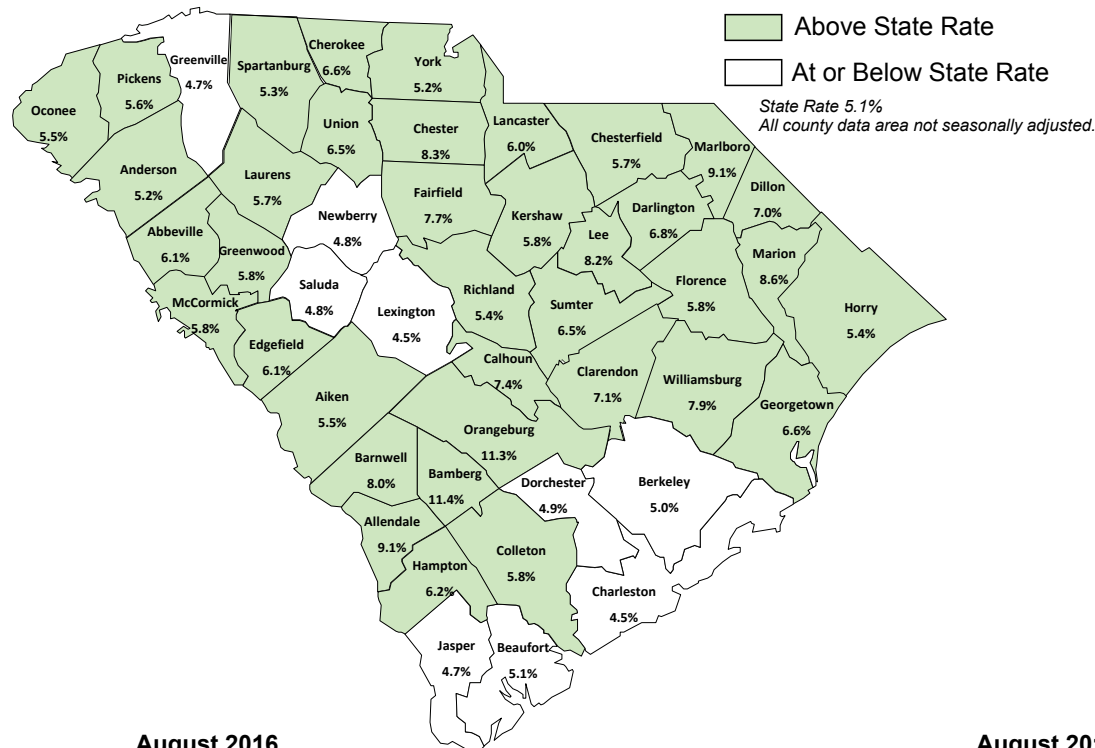 Above State Rate
At or Below State Rate
State Rate 5.1%
All county data area not seasonally adjusted.
Cherokee
6.6%
York
5.2%
Greenville
4.7%
Spartanburg
5.3%
Pickens
5.6%
Oconee
5.5%
Union
6.5%
Chester
8.3%
Lancaster
6.0%
Chesterfield
5.7%
Marlboro
9.1%
Dillon
7.0%
Anderson
5.2%
Laurens
5.7%
Fairfield
7.7%
Kershaw
5.8%
Darlington
6.8%
Lee
8.2%
Newberry
4.8%
Abbeville
6.1%
Greenwood
5.8%
Marion
8.6%
Florence
5.8%
Saluda
4.8%
Richland
5.4%
McCormick
5.8%
Lexington
4.5%
Sumter
6.5%
Horry
5.4%
Edgefield
6.1%
Calhoun
7.4%
Clarendon
7.1%
Williamsburg
7.9%
Georgetown
6.6%
Aiken
5.5%
Orangeburg
11.3%
Barnwell
8.0%
Bamberg
11.4%
Dorchester
4.9%
Berkeley
5.0%
Allendale
9.1%
Colleton
5.8%
Hampton
6.2%
Charleston
4.5%
Jasper
4.7%
Beaufort
5.1%
August 2016
August